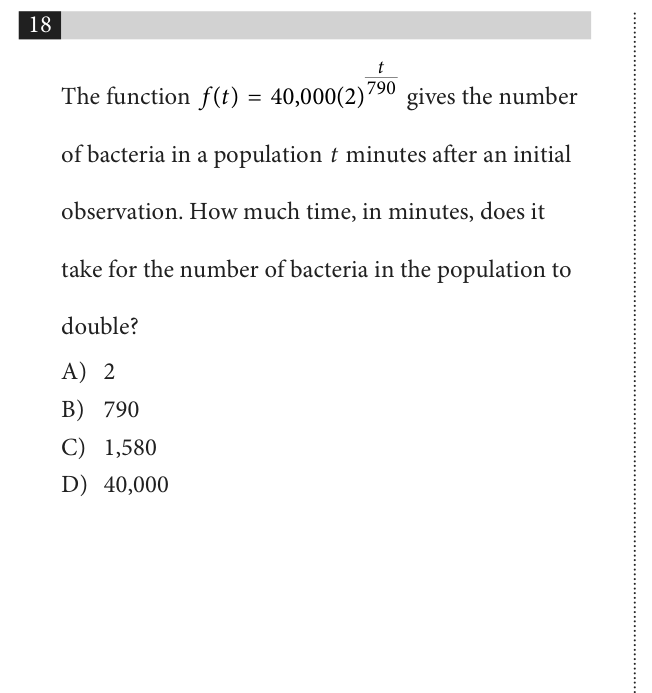 18
The function f(t) = 40,000(2)^(t/790) gives the number
of bacteria in a population t minutes after an initial
observation. How much time, in minutes, does it
take for the number of bacteria in the population to
double?
A) 2
B) 790
C) 1,580
D) 40,000